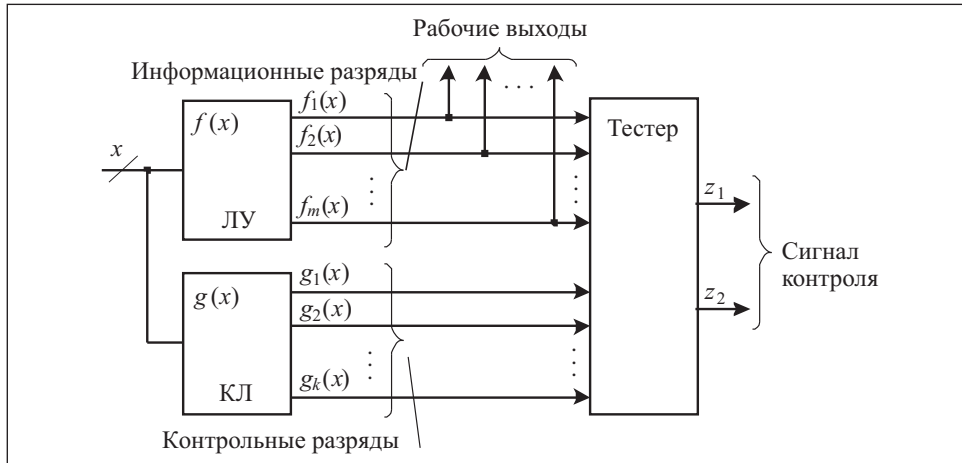 Рабочие выходы
Информационные разряды
. . .
f1(x)
f(x)
Тестер
x
f2(x)
. . .
. . .
z1
fm(x)
ЛУ
Сигнал
контроля
g1(x)
g(x)
z2
g2(x)
. . .
. . .
gk(x)
КЛ
Контрольные разряды